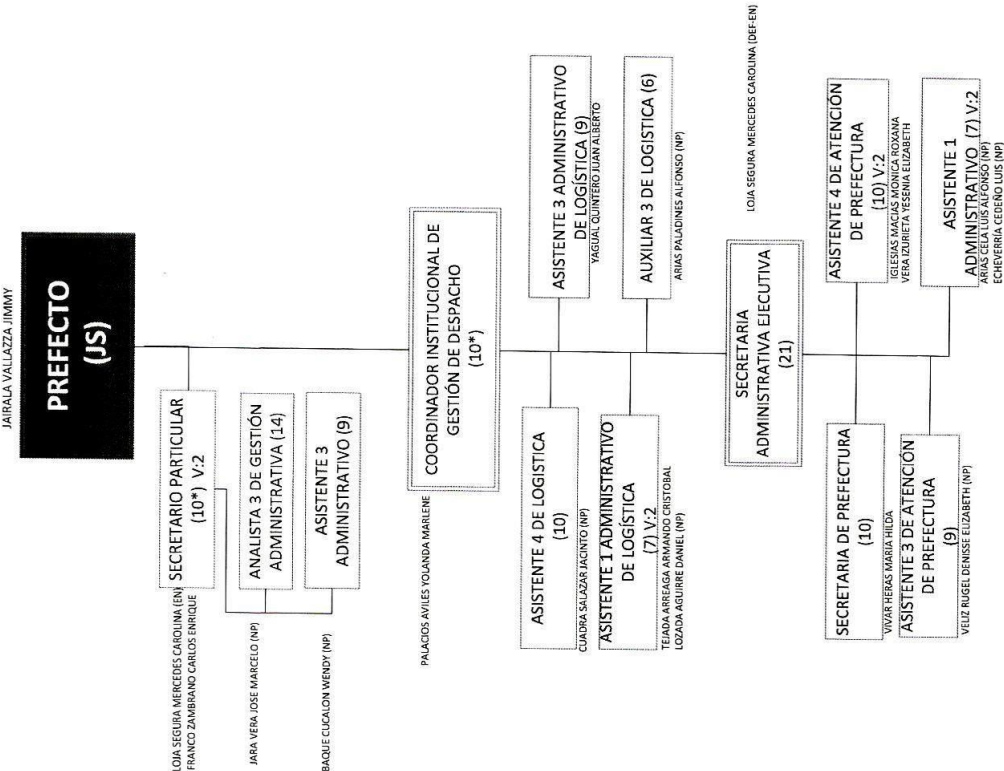 JAIRALA VALLAZZA JIMMY
PREFECTO
(JS)
SECRETARIO PARTICULAR
(10*) V:2
LOJA SEGURA MERCEDES CAROLINA (EN)
FRANCO ZAMBRANO CARLOS ENRIQUE
ANALISTA 3 DE GESTIÓN
ADMINISTRATIVA (14)
JARA VERA JOSE MARCELO (NP)
ASISTENTE 3
ADMINISTRATIVO (9)
BAQUE CUCALON WENDY (NP)
COORDINADOR INSTITUCIONAL DE
GESTIÓN DE DESPACHO
(10*)
PALACIOS AVILES YOLANDA MARLENE
ASISTENTE 4 DE LOGISTICA
(10)
CUADRA SALAZAR JACINTO (NP)
ASISTENTE 3 ADMINISTRATIVO
DE LOGÍSTICA (9)
YAGUAL QUINTERO JUAN ALBERTO
ASISTENTE 1 ADMINISTRATIVO
DE LOGÍSTICA
(7) V:2
TEJADA ARREAGA ARMANDO CRISTOBAL
LOZADA AGUIRRE DANIEL (NP)
AUXILIAR 3 DE LOGISTICA (6)
ARIAS PALADINES ALFONSO (NP)
SECRETARIA
ADMINISTRATIVA EJECUTIVA
(21)
LOJA SEGURA MERCEDES CAROLINA (DEF-EN)
SECRETARIA DE PREFECTURA
(10)
VIVAR HERAS MARIA HILDA
ASISTENTE 4 DE ATENCIÓN
DE PREFECTURA
(10) V:2
IGLESIAS MACIAS MONICA ROXANA
VERA IZURIETA YESENIA ELIZABETH
ASISTENTE 3 DE ATENCIÓN
DE PREFECTURA
(9)
VELIZ RUGEL DENISSE ELIZABETH (NP)
ASISTENTE 1
ADMINISTRATIVO (7) V:2
ARIAS CELA LUIS ALFONSO (NP)
ECHEVERRÍA CEDEÑO LUIS (NP)